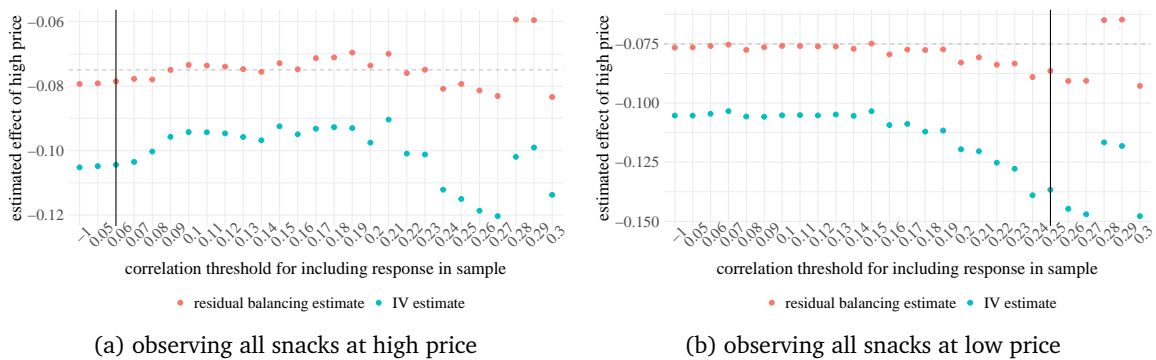 estimated effect of high price
−0.06
−0.08
−0.10
−0.12
−1 0.05 0.06 0.07 0.08 0.09 0.1 0.11 0.12 0.13 0.14 0.15 0.16 0.17 0.18 0.19 0.2 0.21 0.22 0.23 0.24 0.25 0.26 0.27 0.28 0.29 0.3
correlation threshold for including response in sample
residual balancing estimate IV estimate
(a) observing all snacks at high price
estimated effect of high price
−0.075
−0.100
−0.125
−0.150
−1 0.05 0.06 0.07 0.08 0.09 0.1 0.11 0.12 0.13 0.14 0.15 0.16 0.17 0.18 0.19 0.2 0.21 0.22 0.23 0.24 0.25 0.26 0.27 0.28 0.29 0.3
correlation threshold for including response in sample
residual balancing estimate IV estimate
(b) observing all snacks at low price